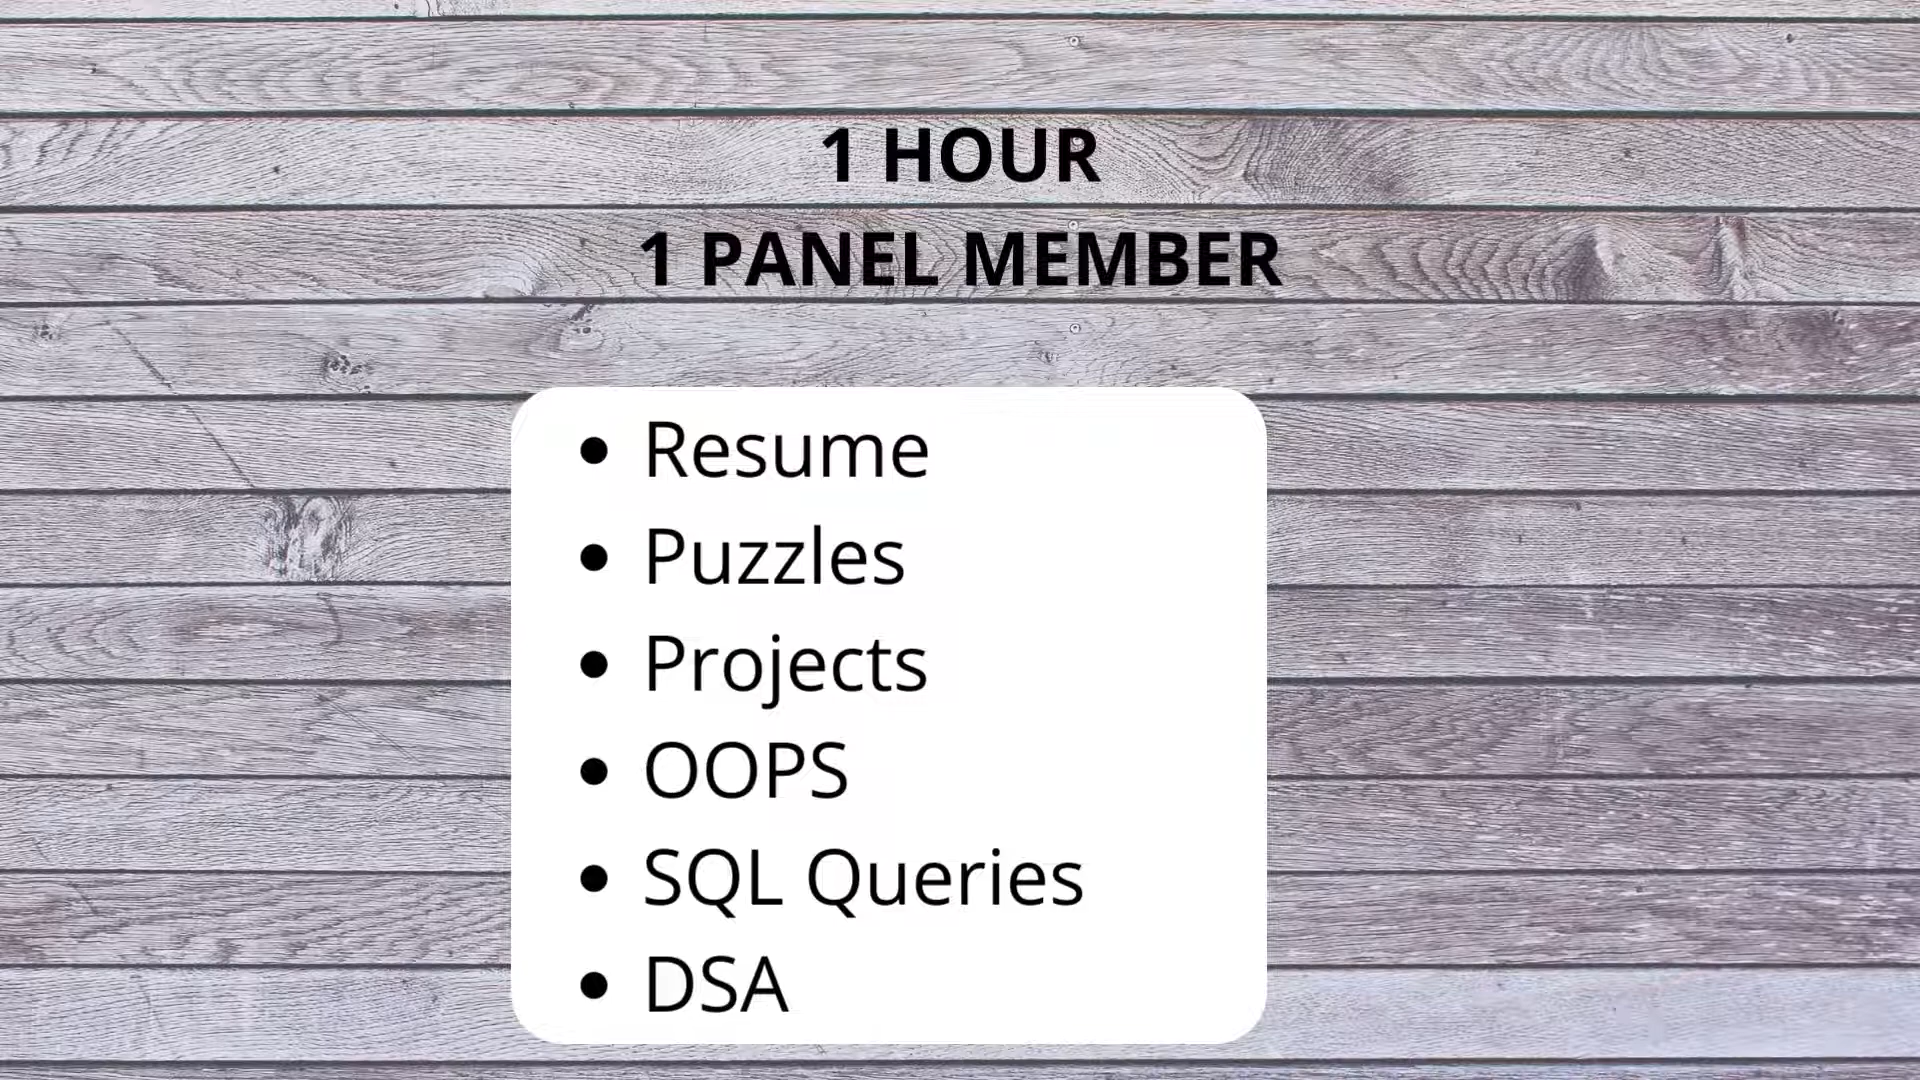 1 HOUR
1 PANEL MEMBER
• Resume
• Puzzles
• Projects
• OOPS
• SQL Queries
• DSA